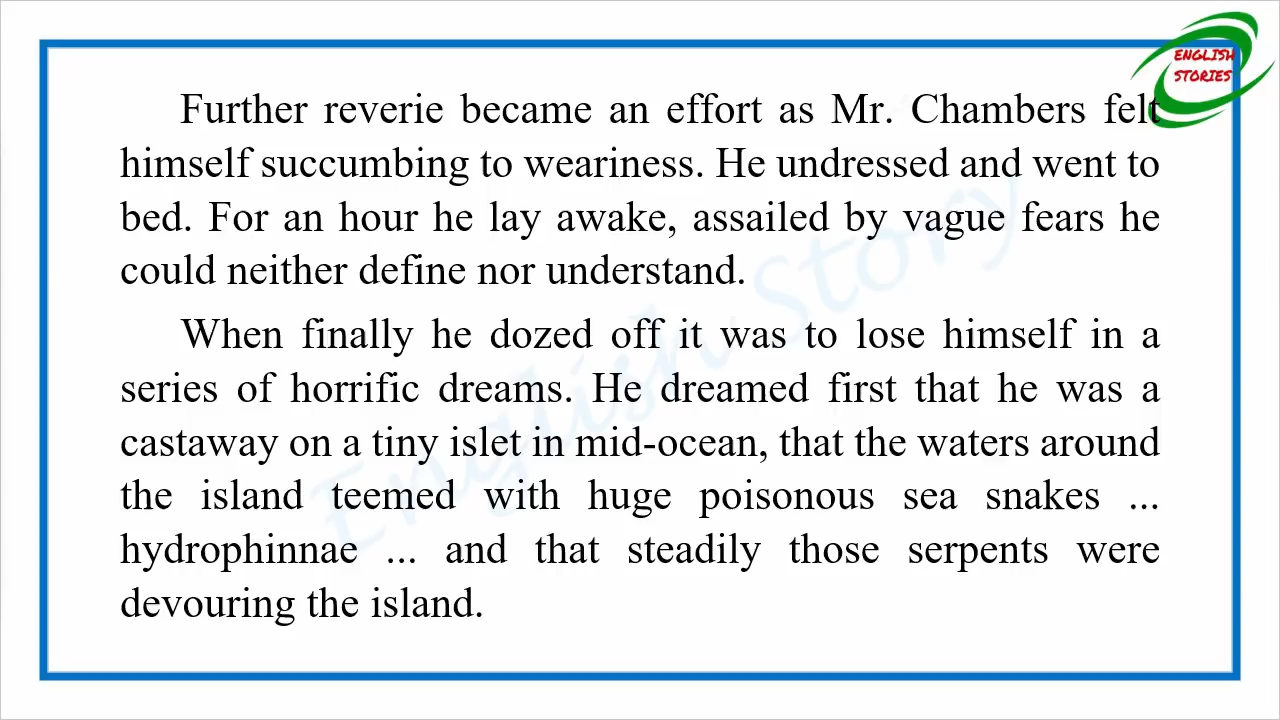 ENGLISH
STORIES
Further reverie became an effort as Mr. Chambers felt
himself succumbing to weariness. He undressed and went to
bed. For an hour he lay awake, assailed by vague fears he
could neither define nor understand.
When finally he dozed off it was to lose himself in a
series of horrific dreams. He dreamed first that he was a
castaway on a tiny islet in mid-ocean, that the waters around
the island teemed with huge poisonous sea snakes ...
hydrophinnae ... and that steadily those serpents were
devouring the island.
English Story